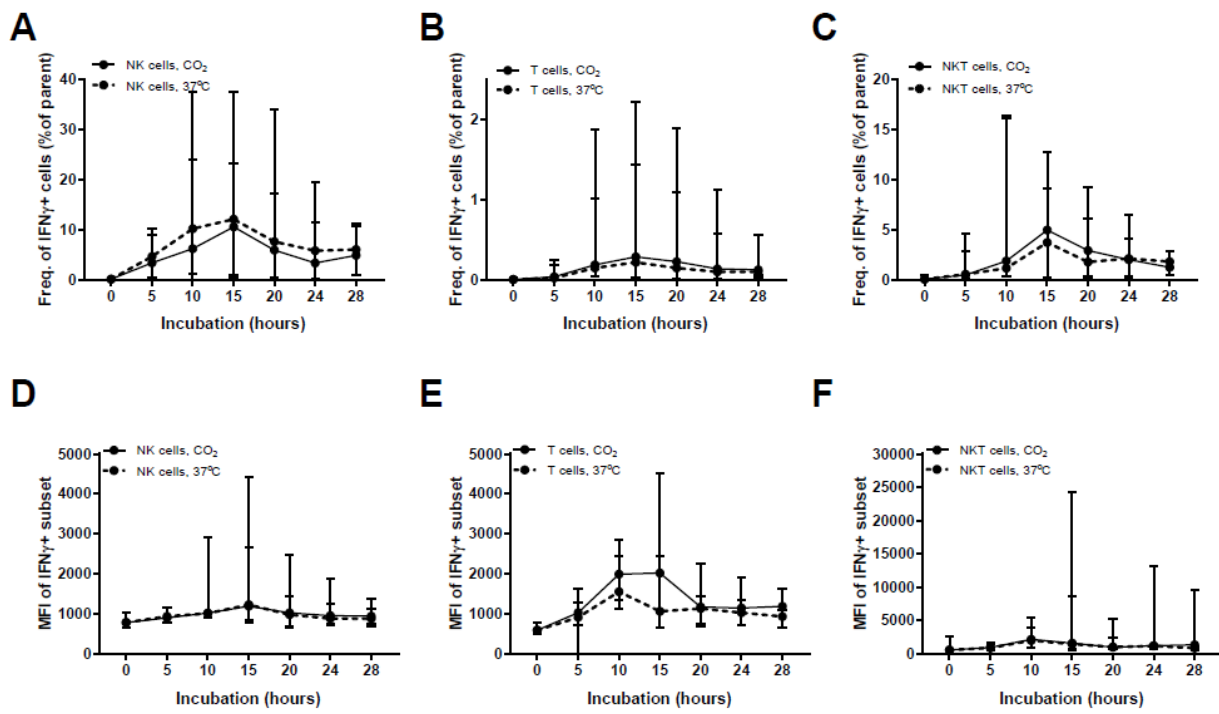 A
NK cells, CO₂
NK cells, 37⁰C
Freq. of IFNγ+ cells (%of parent)
40
30
20
10
0
0 5 10 15 20 24 28
Incubation (hours)
B
T cells, CO₂
T cells, 37⁰C
Freq. of IFNγ+ cells (%of parent)
2
1
0
0 5 10 15 20 24 28
Incubation (hours)
C
NKT cells, CO₂
NKT cells, 37⁰C
Freq. of IFNγ+ cells (%of parent)
20
15
10
5
0
0 5 10 15 20 24 28
Incubation (hours)
D
NK cells, CO₂
NK cells, 37⁰C
MFI of IFNγ+ subset
5000
4000
3000
2000
1000
0
0 5 10 15 20 24 28
Incubation (hours)
E
T cells, CO₂
T cells, 37⁰C
MFI of IFNγ+ subset
5000
4000
3000
2000
1000
0
0 5 10 15 20 24 28
Incubation (hours)
F
NKT cells, CO₂
NKT cells, 37⁰C
MFI of IFNγ+ subset
30000
25000
20000
15000
10000
5000
0
0 5 10 15 20 24 28
Incubation (hours)